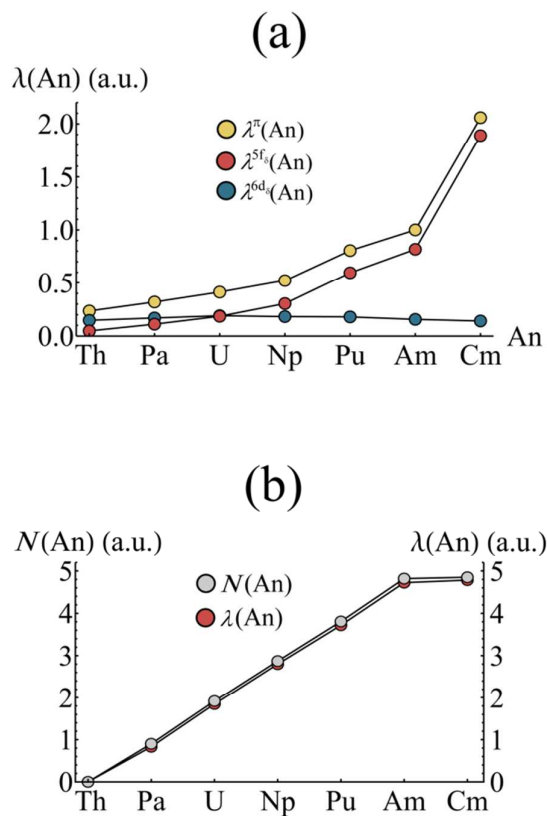 (a)
λ(An) (a.u.)
2.0
1.5
1.0
0.5
0.0
λπ(An)
λ5fδ(An)
λ6dδ(An)
Th Pa U Np Pu Am Cm
An
(b)
N(An) (a.u.) λ(An) (a.u.)
5 5
4 4
3 3
2 2
1 1
0 0
N(An)
λ(An)
Th Pa U Np Pu Am Cm